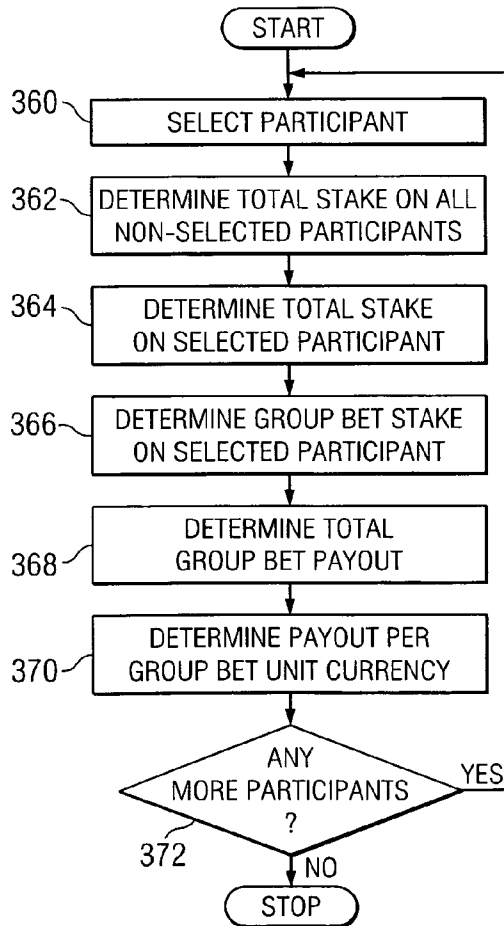 START
360
SELECT PARTICIPANT
362
DETERMINE TOTAL STAKE ON ALL
NON-SELECTED PARTICIPANTS
364
DETERMINE TOTAL STAKE
ON SELECTED PARTICIPANT
366
DETERMINE GROUP BET STAKE
ON SELECTED PARTICIPANT
368
DETERMINE TOTAL
GROUP BET PAYOUT
370
DETERMINE PAYOUT PER
GROUP BET UNIT CURRENCY
ANY
MORE PARTICIPANTS
?
YES
372
NO
STOP